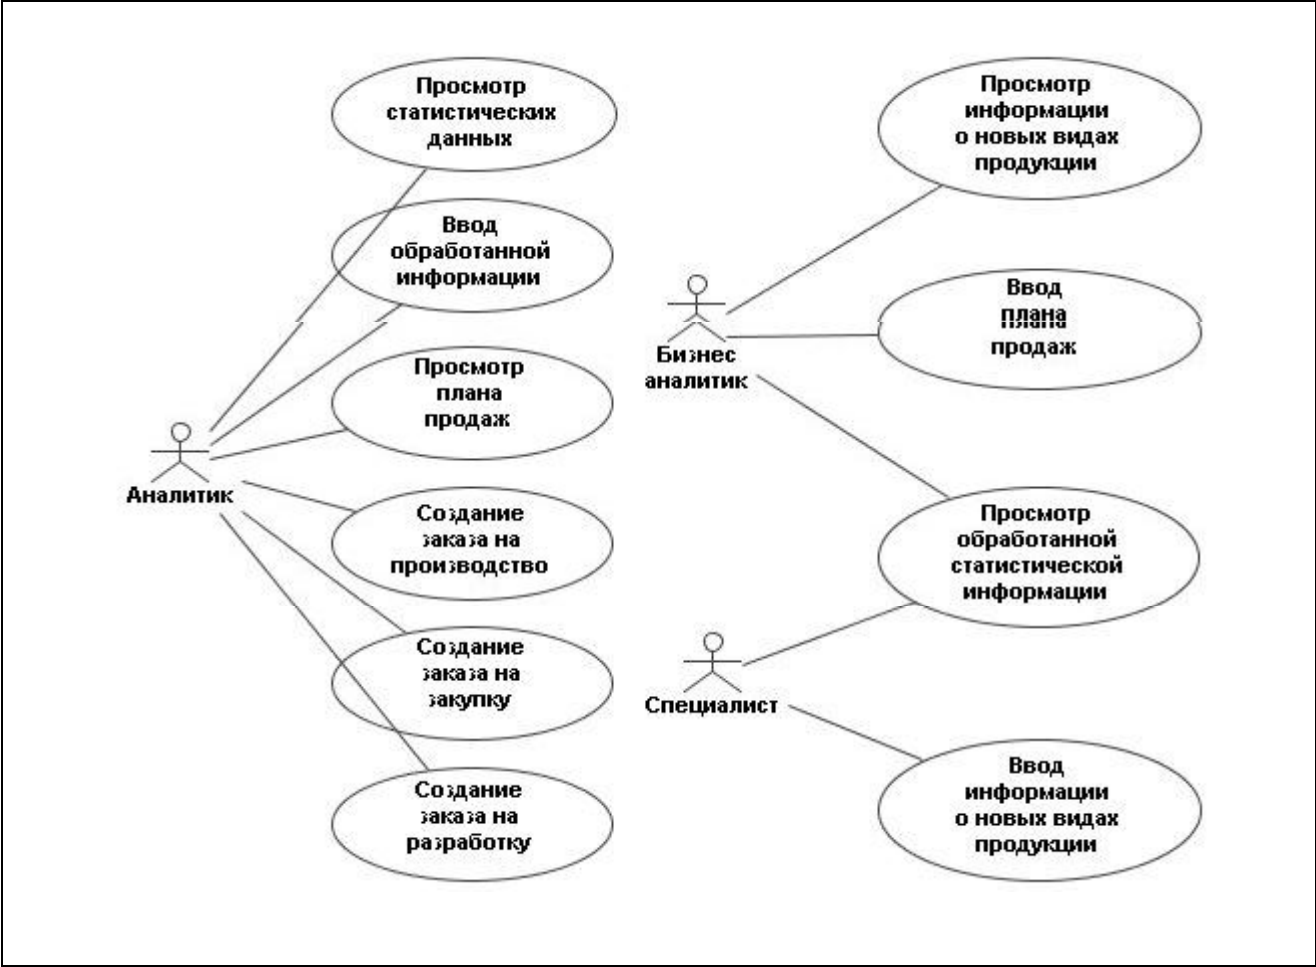 Просмотр
статистических
данных
Ввод
обработанной
информации
Просмотр
плана
продаж
Аналитик
Создание
заказа на
производство
Создание
заказа на
закупку
Создание
заказа на
разработку
Просмотр
информации
о новых видах
продукции
Ввод
плана
продаж
Бизнес
аналитик
Просмотр
обработанной
статистической
информации
Специалист
Ввод
информации
о новых видах
продукции